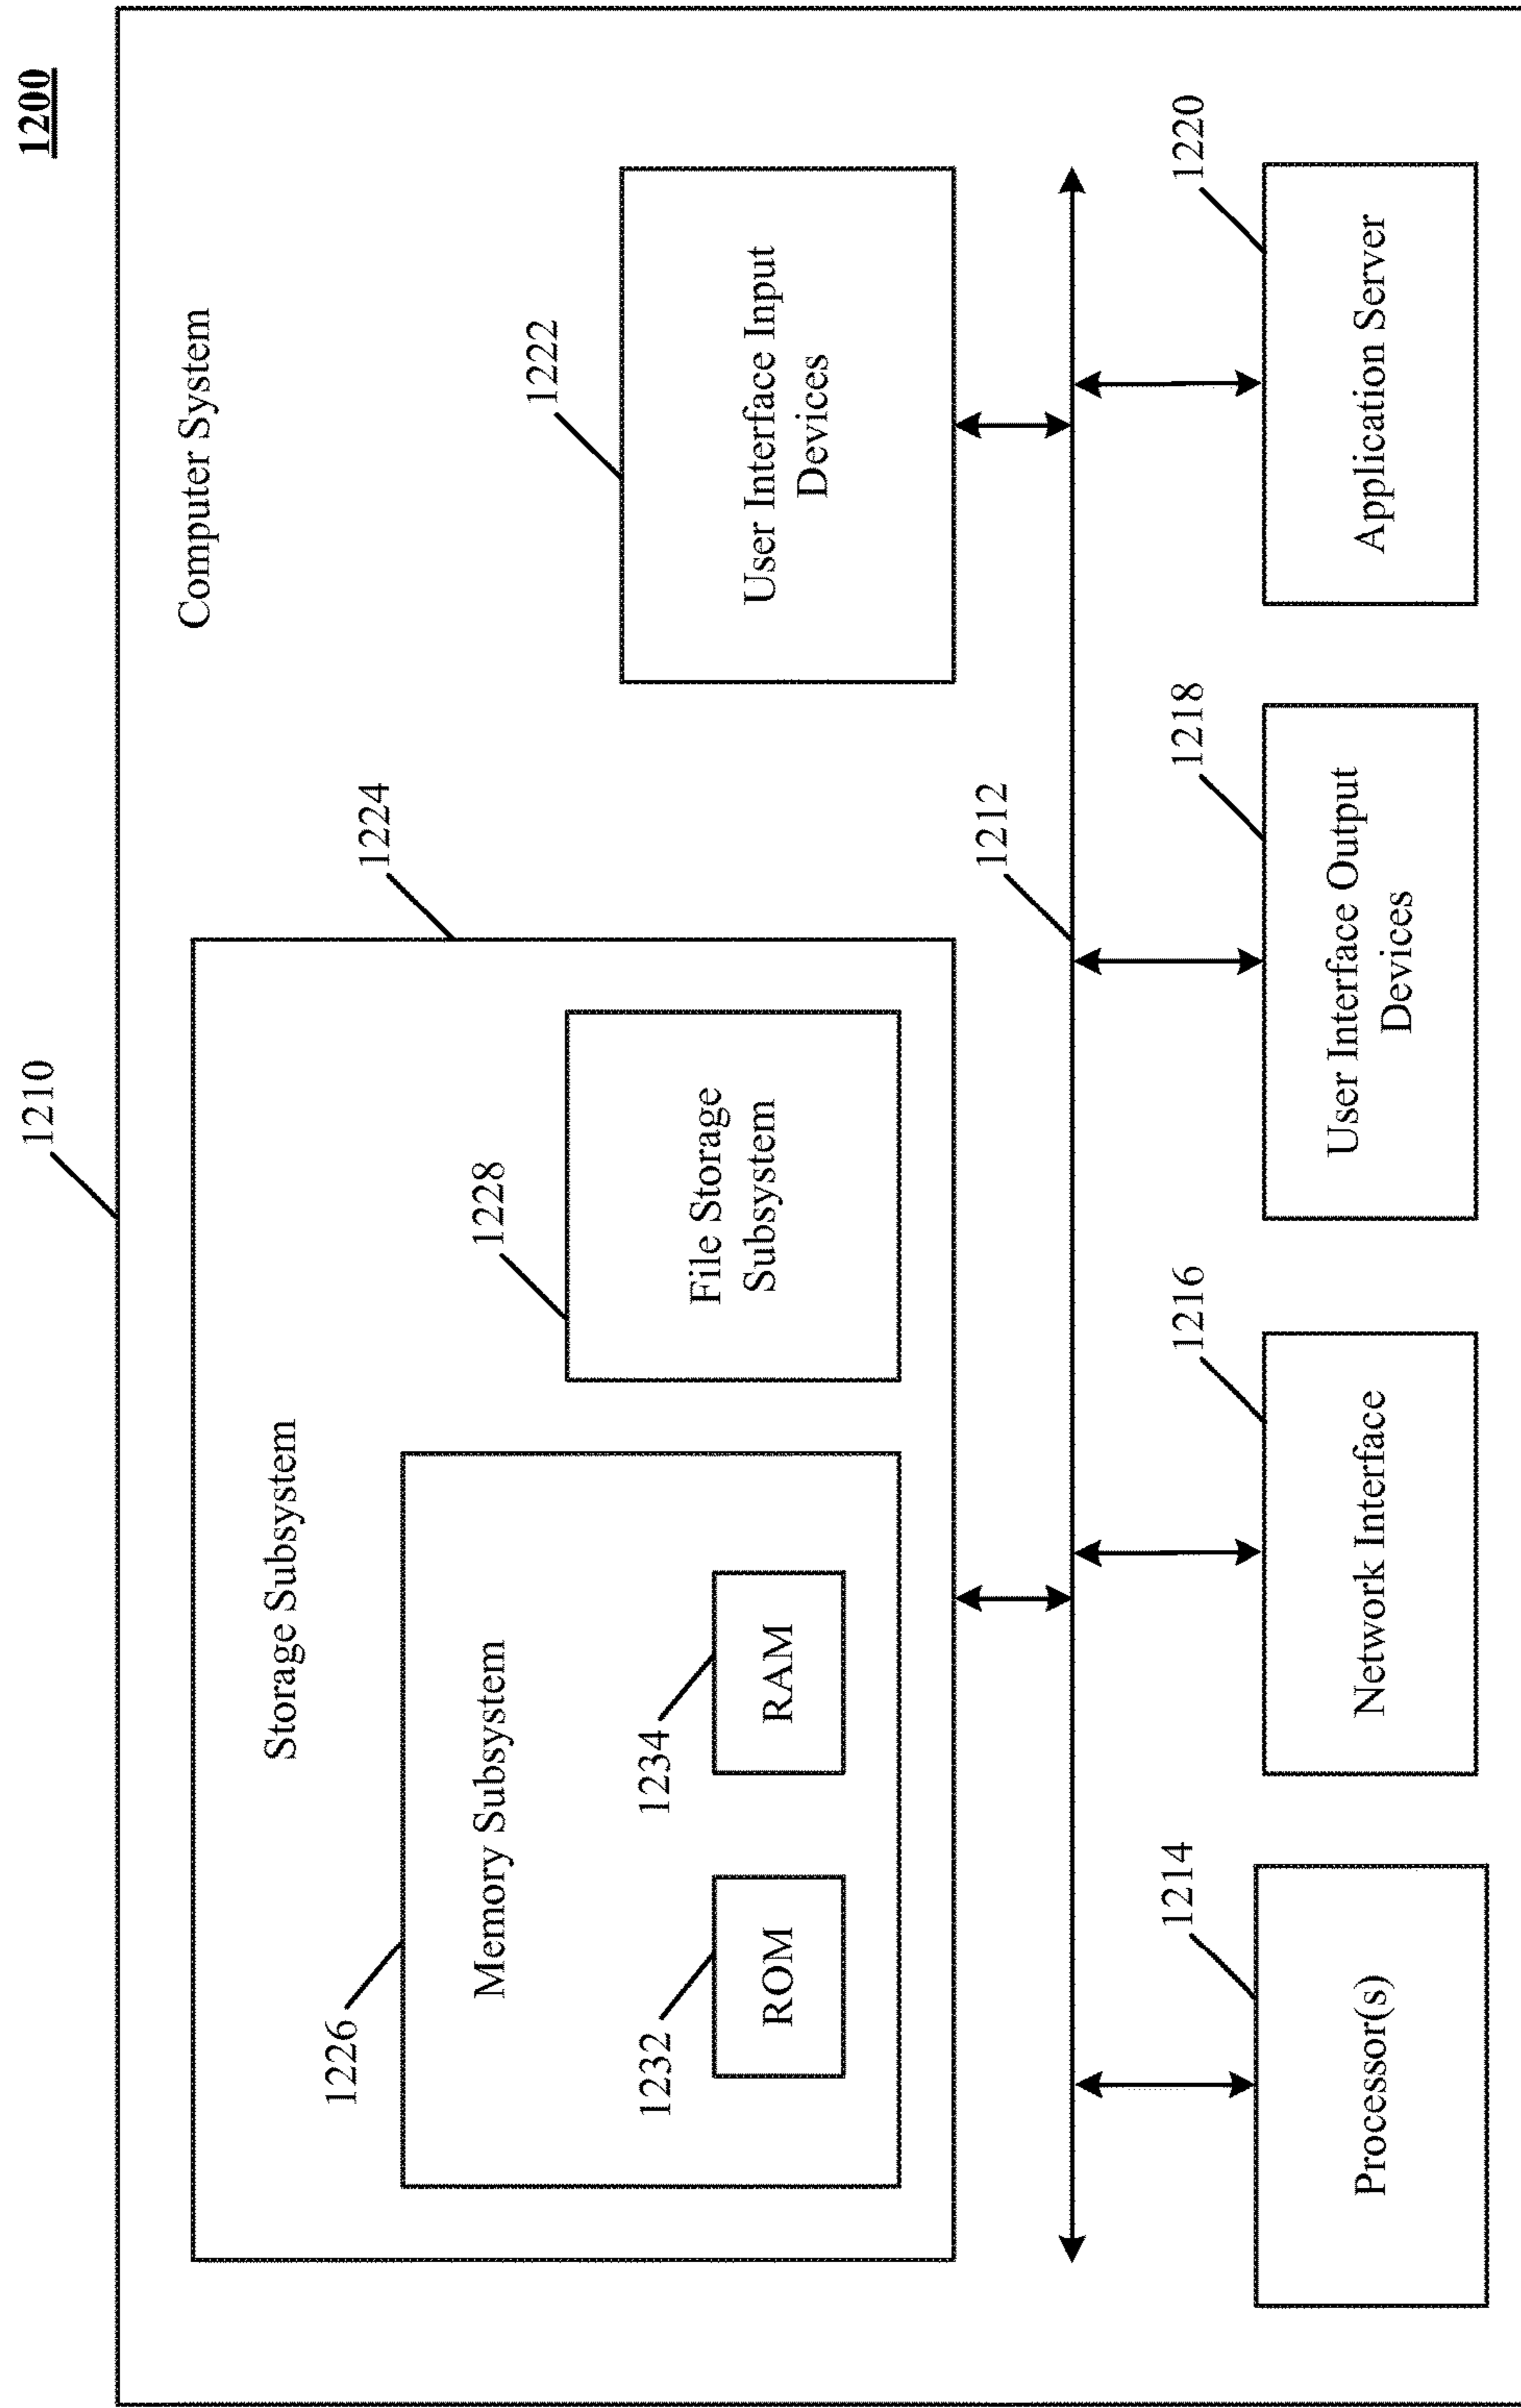 1200
1210
Computer System
Storage Subsystem
1224
1226
Memory Subsystem
1222
1228
User Interface Input
Devices
File Storage
Subsystem
1232
ROM
1234
RAM
1212
1214
Processor(s)
1216
Network Interface
1218
User Interface Output
Devices
1220
Application Server